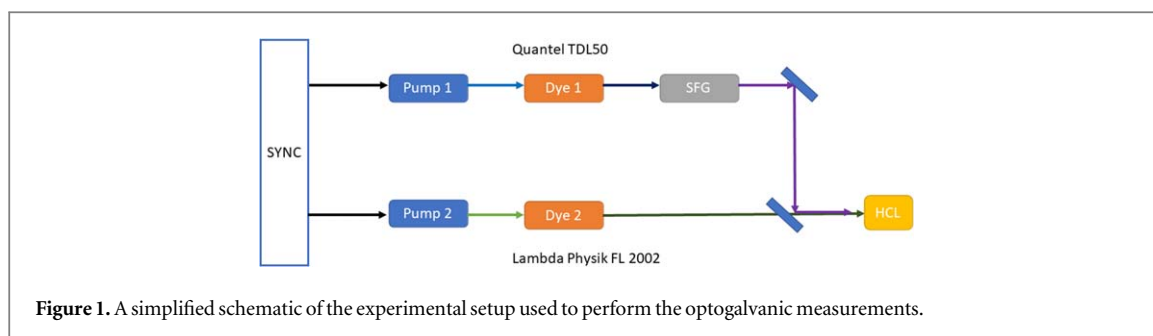 Quantel TDL50
Pump 1
Dye 1
SFG
SYNC
Pump 2
Dye 2
HCL
Lambda Physik FL 2002
Figure 1. A simplified schematic of the experimental setup used to perform the optogalvanic measurements.